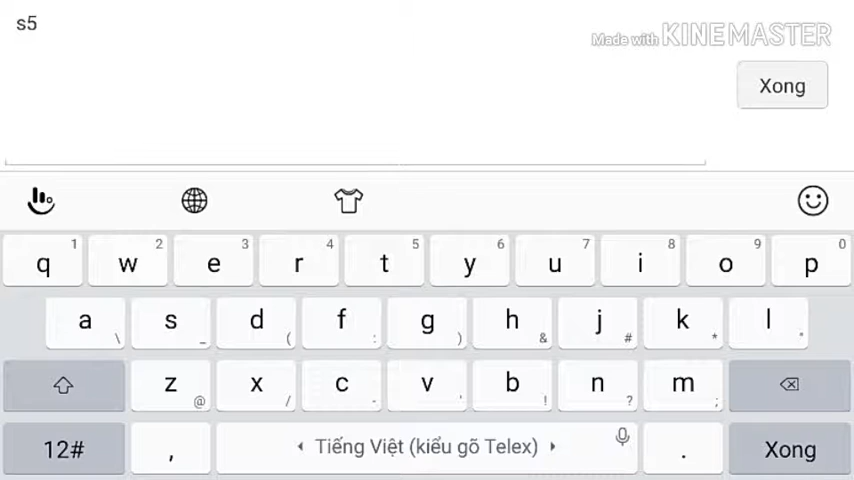 s5
Made with KINEMASTER
Xong
1 2 3 4 5 6 7 8 9 0
q w e r t y u i o p
a s d f g h j k l
\ _ ( : ) & # * "
z x c v b n m
@ / - ' ! ? ;
12# , Tiếng Việt (kiểu gõ Telex) . Xong